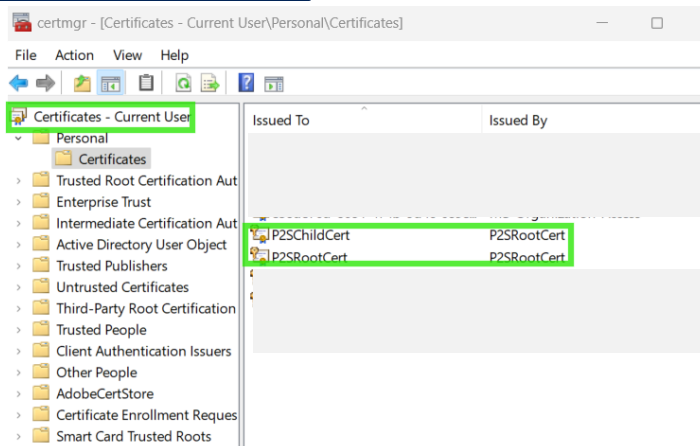 certmgr - [Certificates - Current User\Personal\Certificates]
File Action View Help
Certificates - Current User
Personal
Certificates
Trusted Root Certification Aut
Enterprise Trust
Intermediate Certification Aut
Active Directory User Object
Trusted Publishers
Untrusted Certificates
Third-Party Root Certification
Trusted People
Client Authentication Issuers
Other People
AdobeCertStore
Certificate Enrollment Reques
Smart Card Trusted Roots
Issued To Issued By
P2SChildCert P2SRootCert
P2SRootCert P2SRootCert